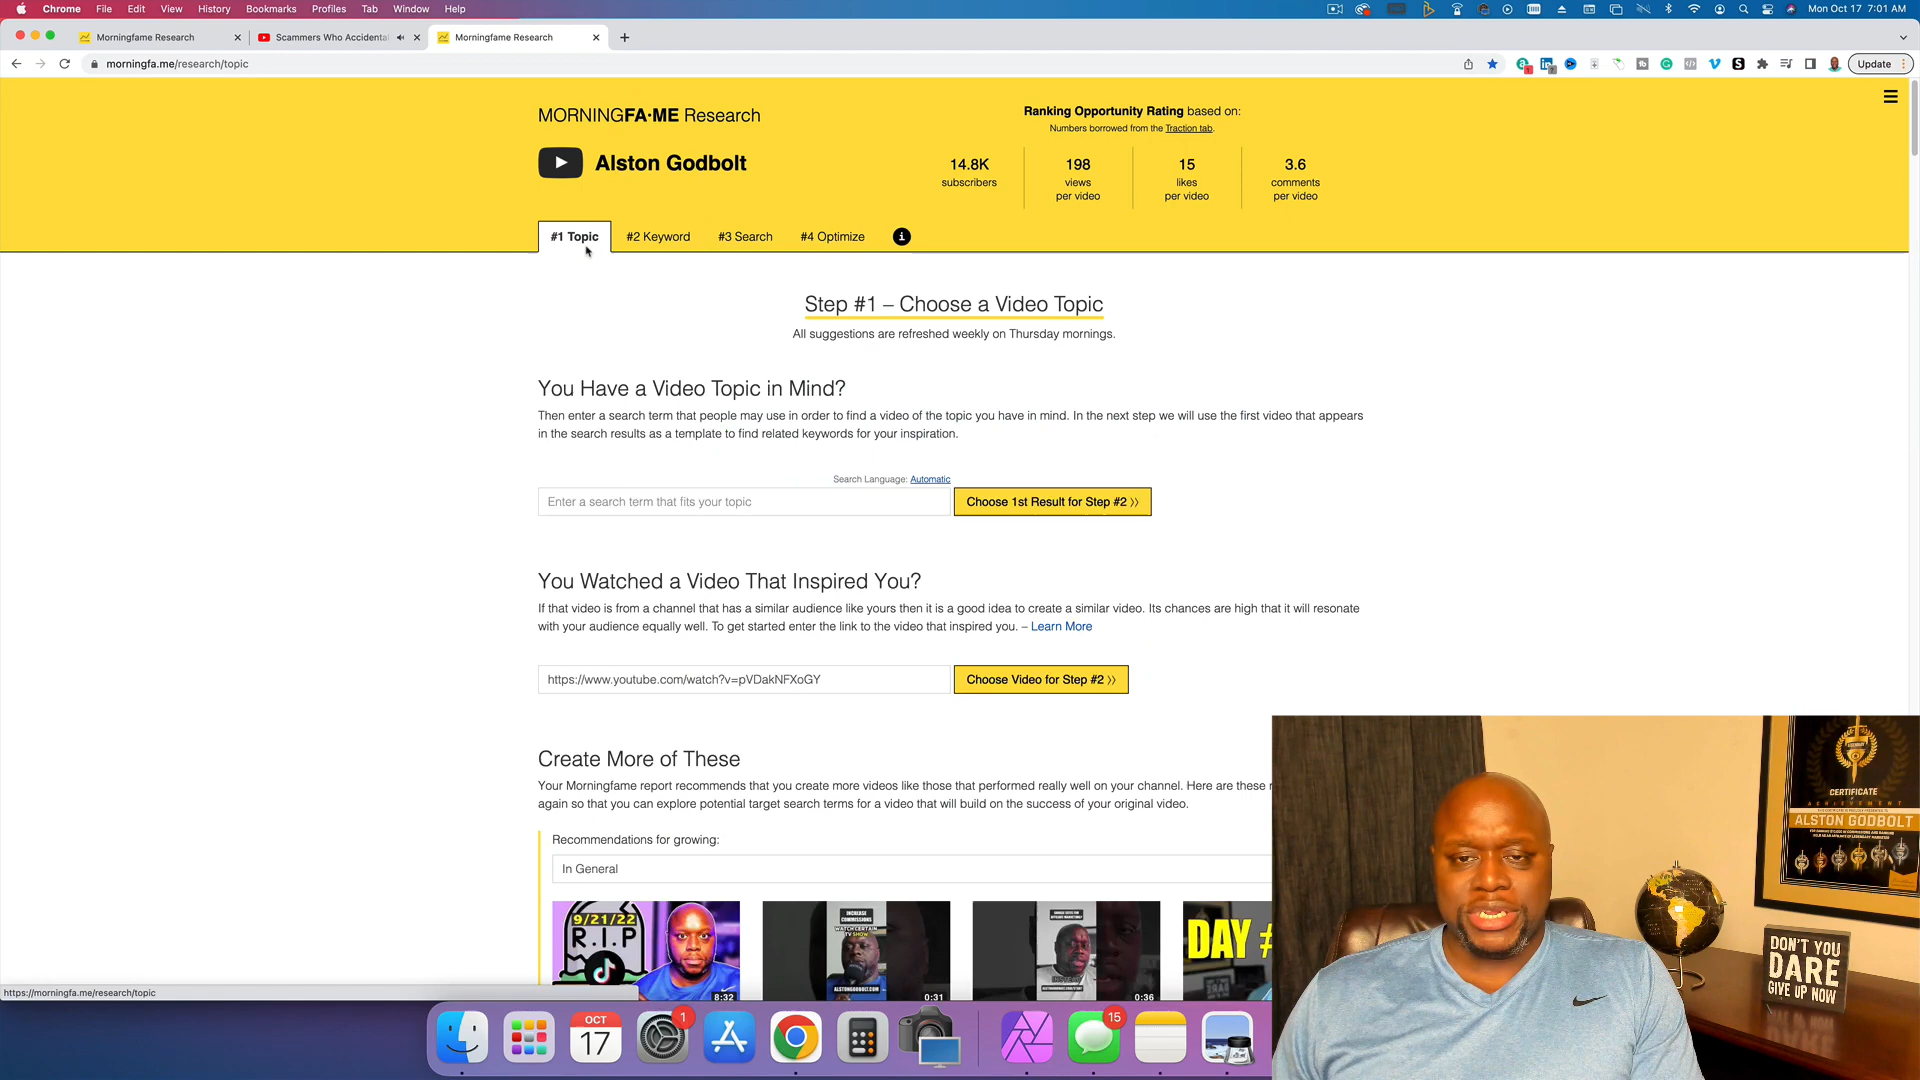 Chrome File Edit View History Bookmarks Profiles Tab Window Help
Mon Oct 17 7:01 AM
Morningfame Research
Scammers Who Accidenta
Morningfame Research
morningfa.me/research/topic
Update
MORNINGFA·ME Research
Alston Godbolt
Ranking Opportunity Rating based on:
Numbers borrowed from the Traction tab.
14.8K
subscribers
198
views
per video
15
likes
per video
3.6
comments
per video
#1 Topic
#2 Keyword
#3 Search
#4 Optimize
Step #1 – Choose a Video Topic
All suggestions are refreshed weekly on Thursday mornings.
You Have a Video Topic in Mind?
Then enter a search term that people may use in order to find a video of the topic you have in mind. In the next step we will use the first video that appears
in the search results as a template to find related keywords for your inspiration.
Search Language: Automatic
Enter a search term that fits your topic
Choose 1st Result for Step #2 〉〉
You Watched a Video That Inspired You?
If that video is from a channel that has a similar audience like yours then it is a good idea to create a similar video. Its chances are high that it will resonate
with your audience equally well. To get started enter the link to the video that inspired you. – Learn More
https://www.youtube.com/watch?v=pVDakNFXoGY
Choose Video for Step #2 〉〉
Create More of These
Your Morningfame report recommends that you create more videos like those that performed really well on your channel. Here are these r
again so that you can explore potential target search terms for a video that will build on the success of your original video.
Recommendations for growing:
In General
9/21/22
R.I.P
8:32
INCREASE
COMMISSIONS
WATCH CERTAIN
TV SHOW
ALSTONGODBOLT.COM
0:31
0:36
DAY #
https://morningfa.me/research/topic
OCT
17
1
15
CERTIFICATE
ALSTON GODBOLT
DON'T YOU
DARE
GIVE UP NOW